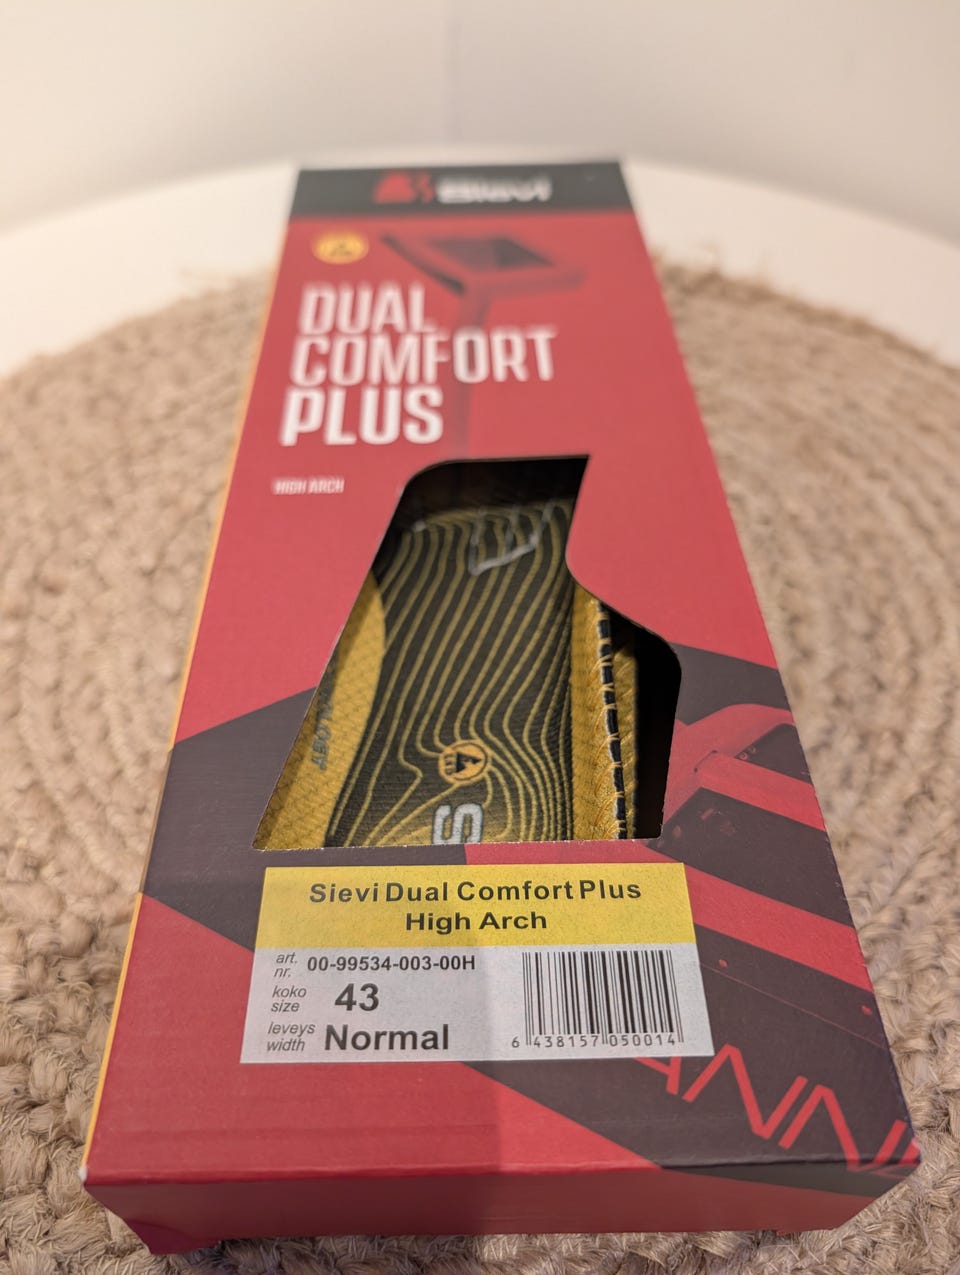 Sievi
DUAL
COMFORT
PLUS
HIGH ARCH
S
Sievi Dual Comfort Plus
High Arch
art. nr. 00-99534-003-00H
koko size 43
leveys width Normal
6 438157 050014